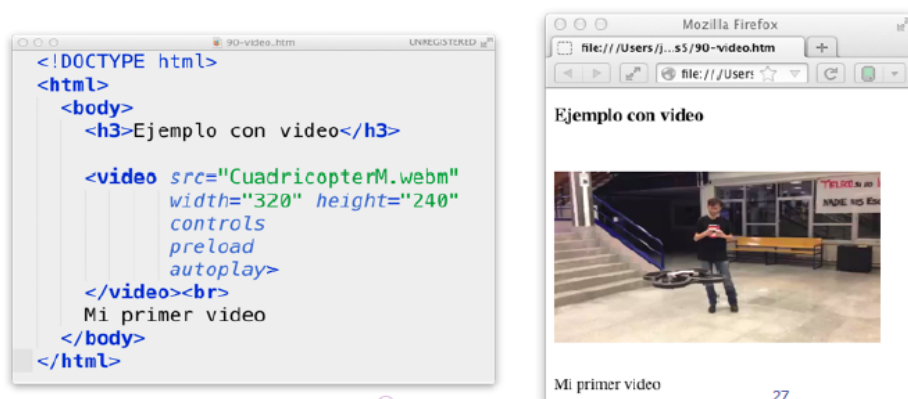 90-video.htm
UNREGISTERED
<!DOCTYPE html>
<html>
<body>
<h3>Ejemplo con video</h3>
<video src="CuadricopterM.webm"
width="320" height="240"
controls
preload
autoplay>
</video><br>
Mi primer video
</body>
</html>
Mozilla Firefox
file:///Users/j...s5/90-video.htm
file:///Users
Ejemplo con video
Mi primer video
27